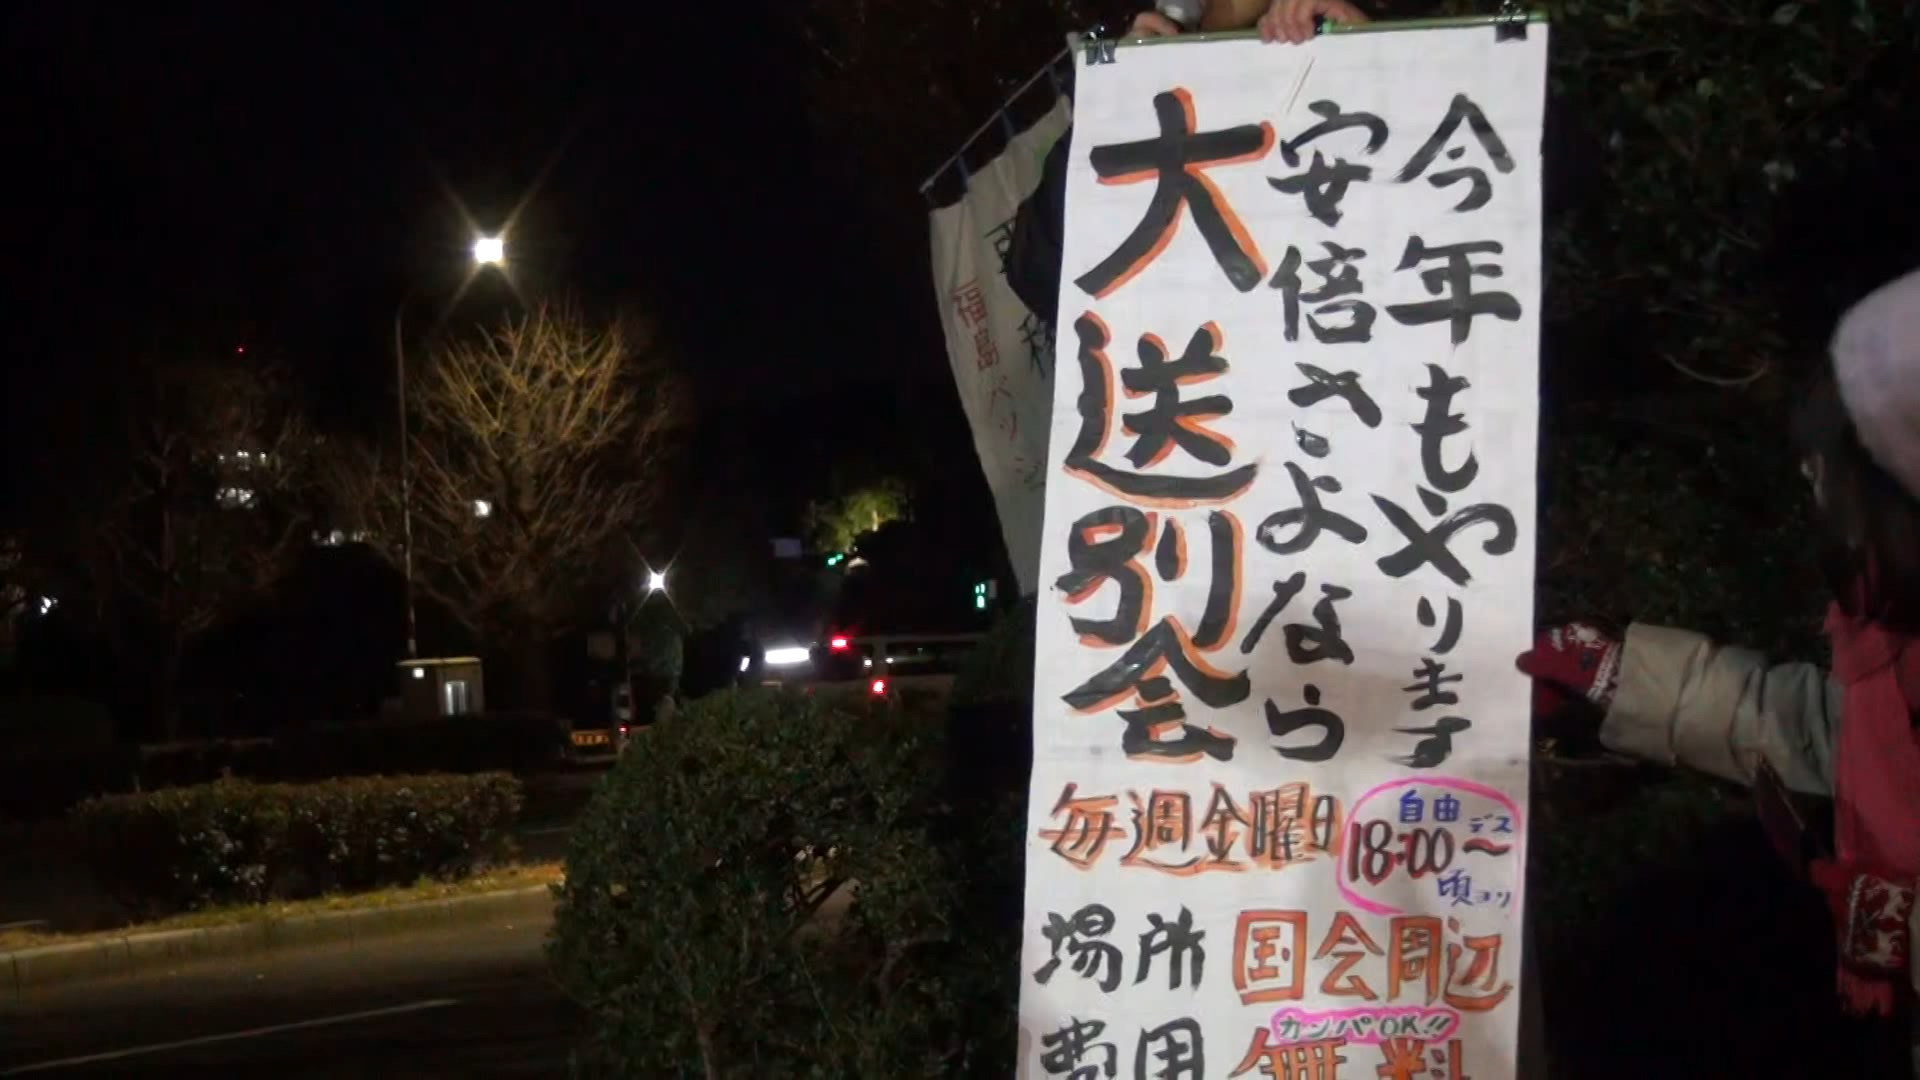 今年もやります
安倍さよなら
大送別会
毎週金曜日
自由デス
18:00〜
頃ヨリ
場所 国会周辺
カンパOK!!
費用 無料
福島